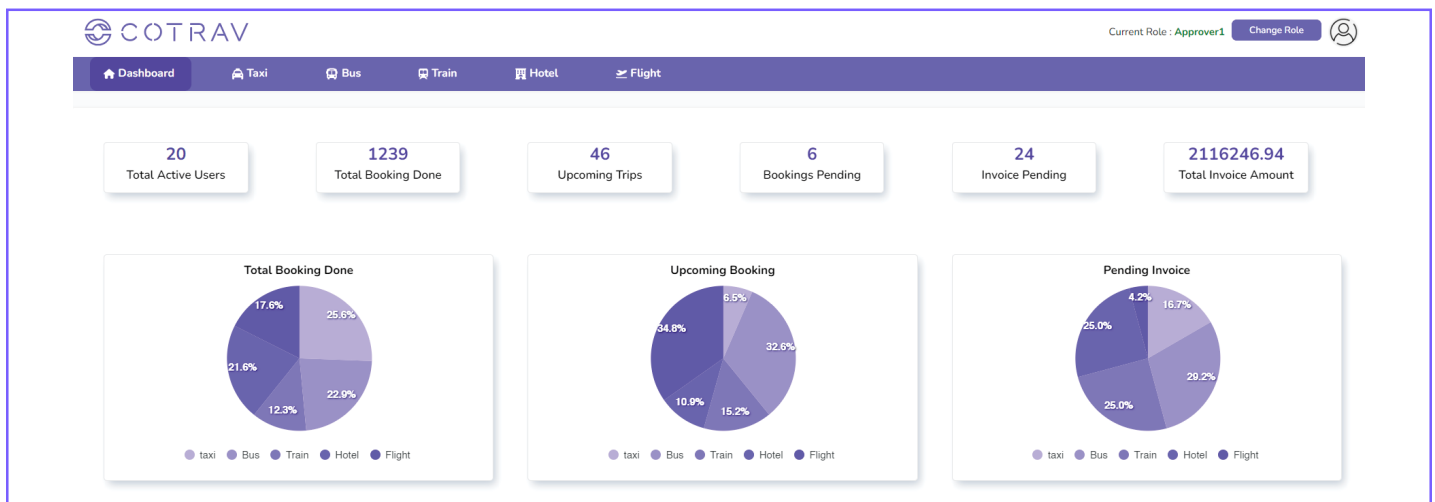 COTRAV
Current Role : Approver1 Change Role
Dashboard Taxi Bus Train Hotel Flight
20 1239 46 6 24 2116246.94
Total Active Users Total Booking Done Upcoming Trips Bookings Pending Invoice Pending Total Invoice Amount
Total Booking Done
17.6% 25.6%
21.6% 22.9%
12.3%
taxi Bus Train Hotel Flight
Upcoming Booking
6.5%
34.8% 32.6%
10.9% 15.2%
taxi Bus Train Hotel Flight
Pending Invoice
4.2% 16.7%
25.0% 29.2%
25.0%
taxi Bus Train Hotel Flight